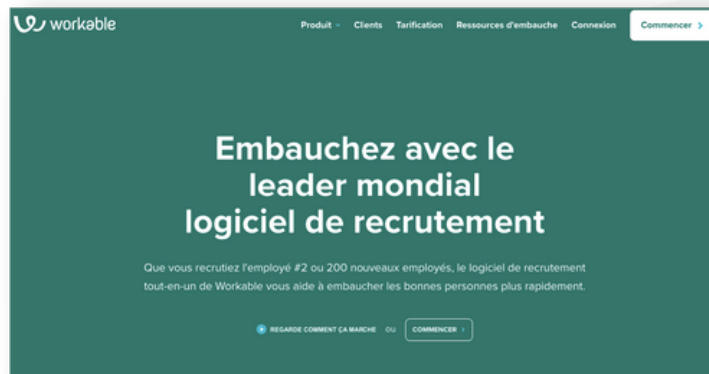 workable
Produit Clients Tarification Ressources d'embauche Connexion Commencer >
Embauchez avec le
leader mondial
logiciel de recrutement
Que vous recrutiez l'employé #2 ou 200 nouveaux employés, le logiciel de recrutement
tout-en-un de Workable vous aide à embaucher les bonnes personnes plus rapidement.
REGARDE COMMENT ÇA MARCHE OU COMMENCER >